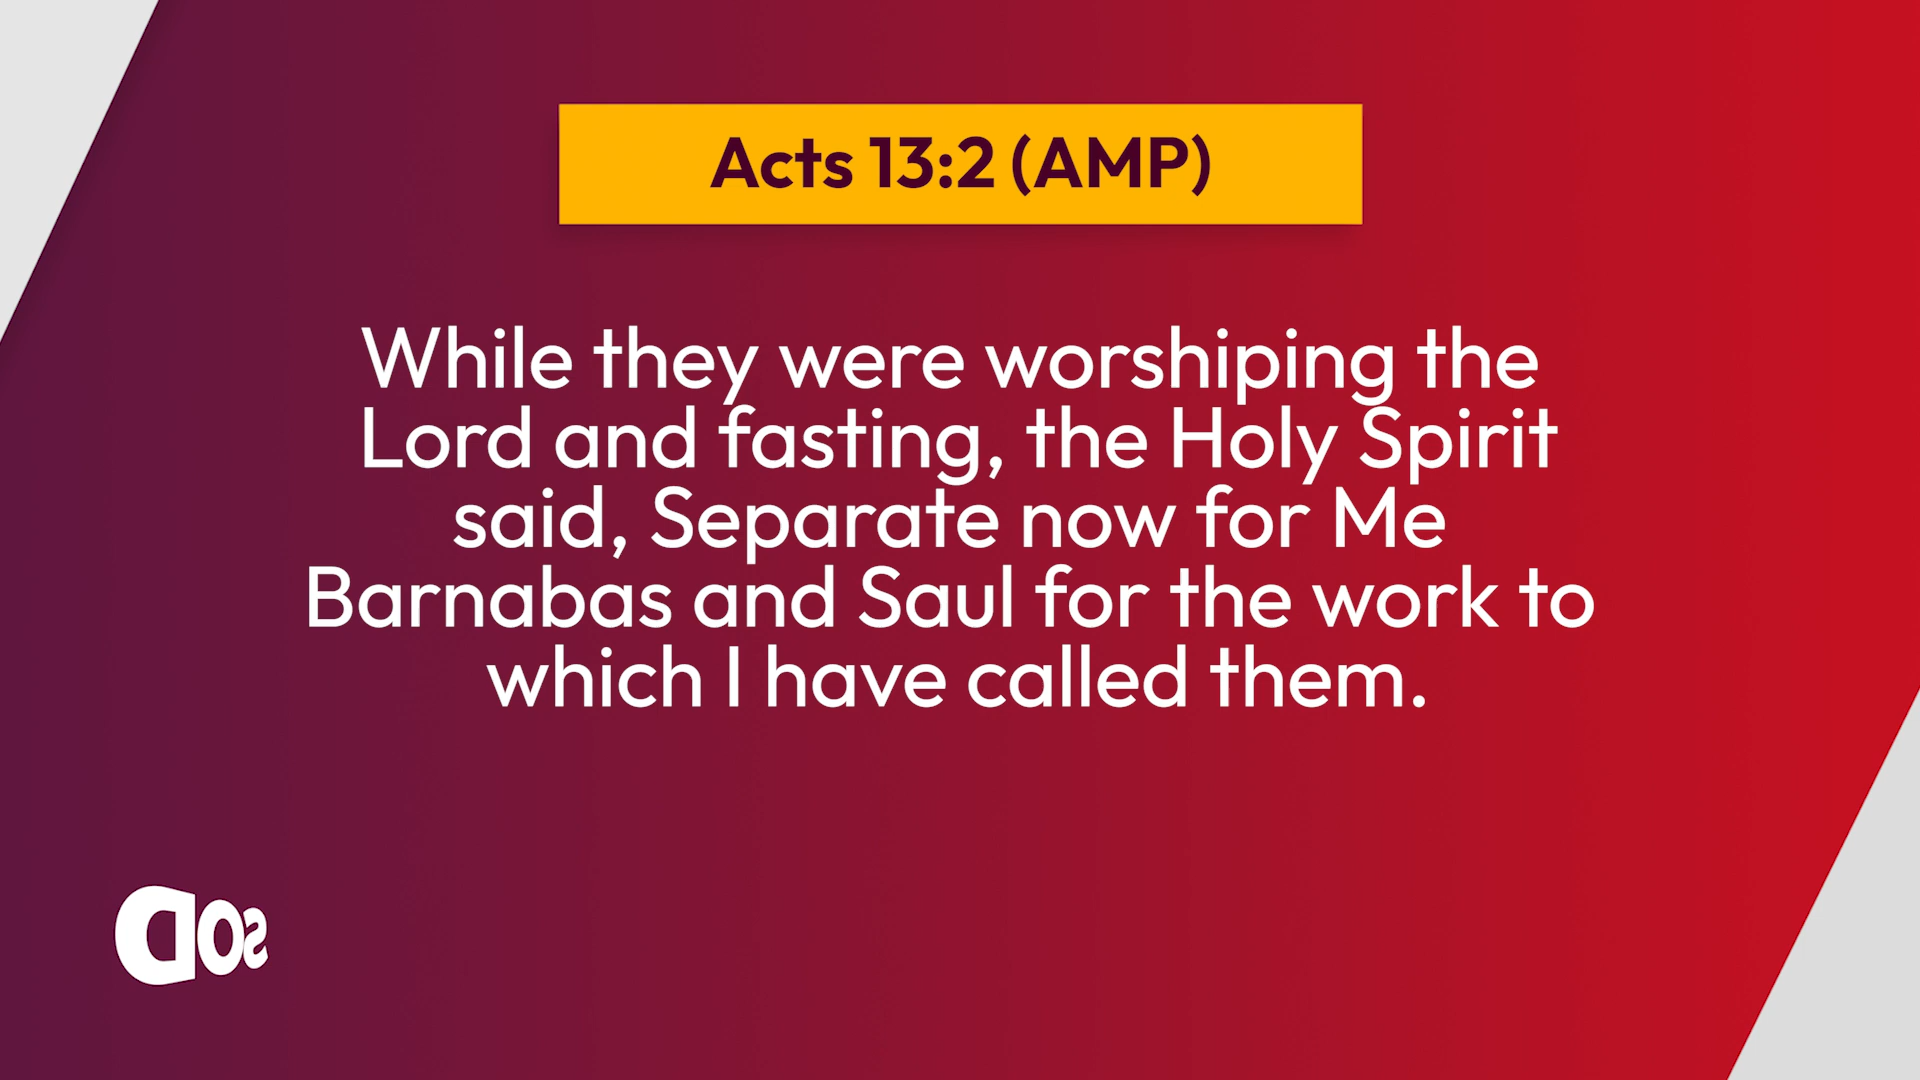 Acts 13:2 (AMP)
While they were worshiping the
Lord and fasting, the Holy Spirit
said, Separate now for Me
Barnabas and Saul for the work to
which I have called them.
SOD